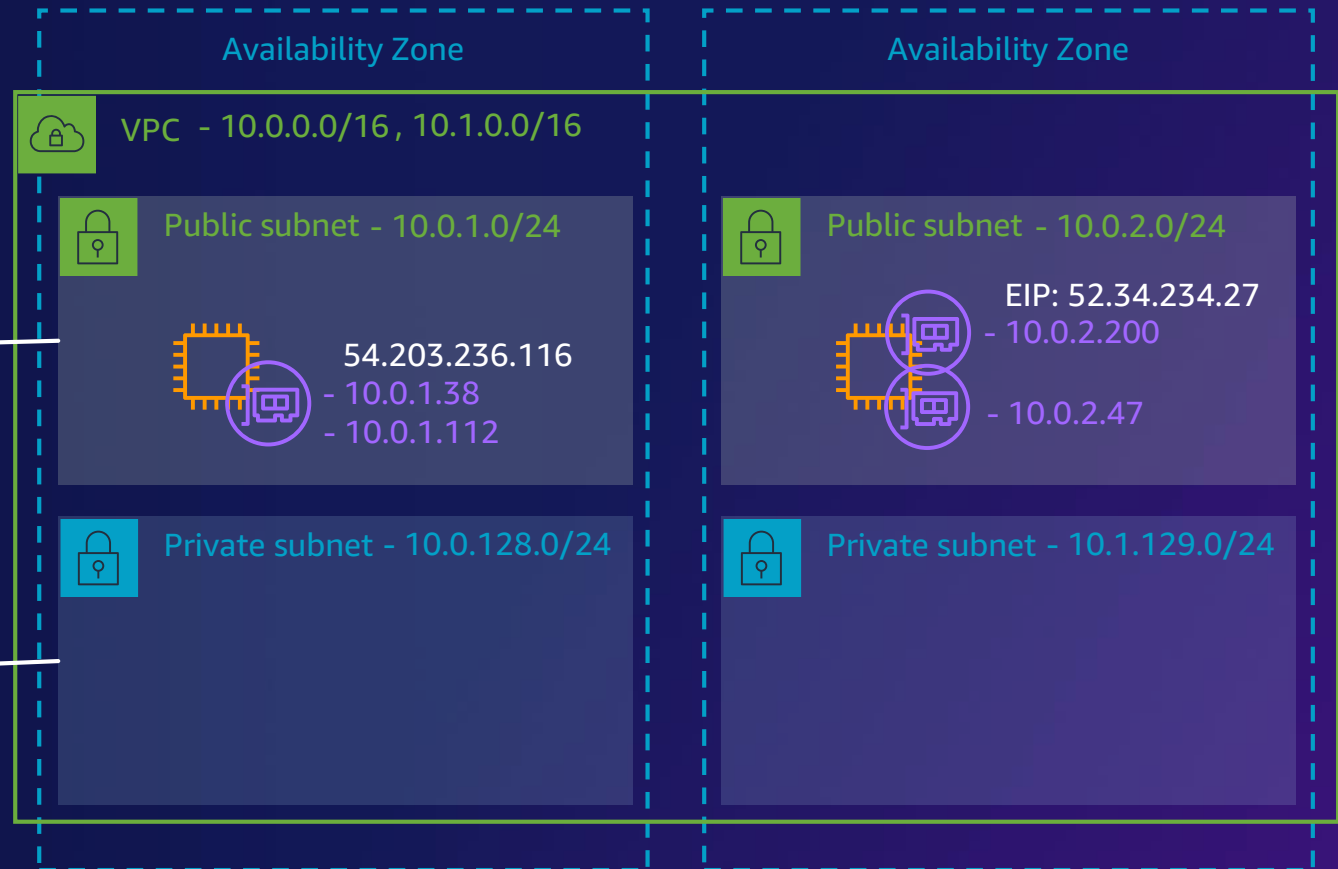 Availability Zone
Availability Zone
VPC - 10.0.0.0/16, 10.1.0.0/16
Public subnet - 10.0.1.0/24
54.203.236.116
- 10.0.1.38
- 10.0.1.112
Public subnet - 10.0.2.0/24
EIP: 52.34.234.27
- 10.0.2.200
- 10.0.2.47
Private subnet - 10.0.128.0/24
Private subnet - 10.1.129.0/24